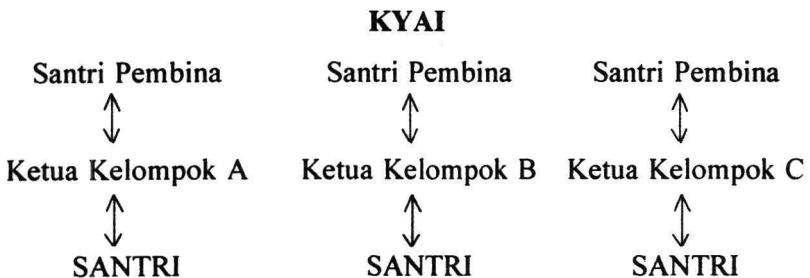 KYAI
Santri Pembina Santri Pembina Santri Pembina
Ketua Kelompok A Ketua Kelompok B Ketua Kelompok C
SANTRI SANTRI SANTRI